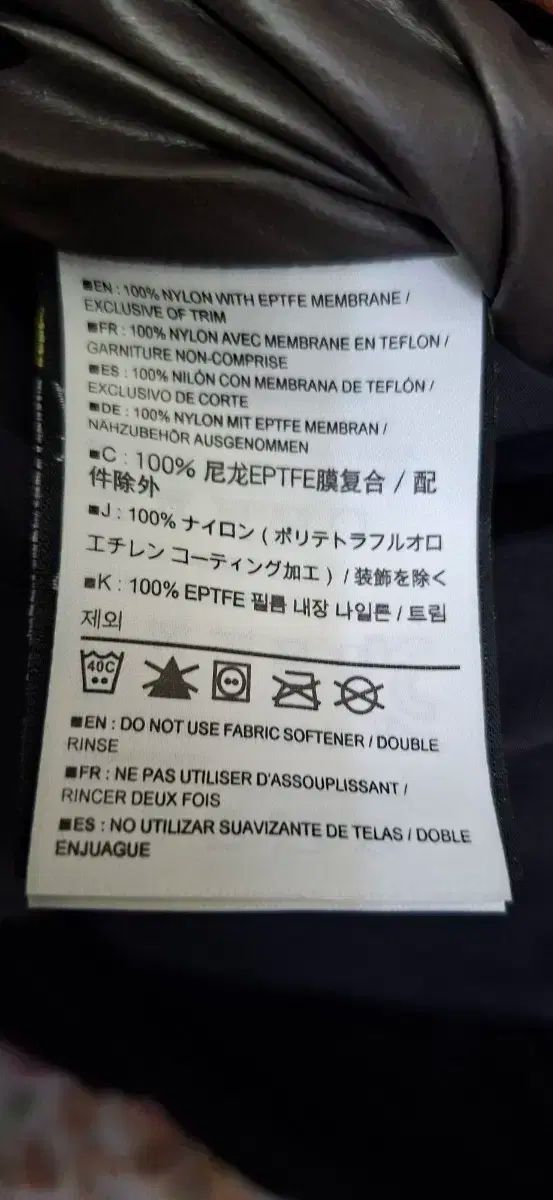 ■EN : 100% NYLON WITH EPTFE MEMBRANE /
EXCLUSIVE OF TRIM
■FR : 100% NYLON AVEC MEMBRANE EN TEFLON /
GARNITURE NON-COMPRISE
■ES : 100% NILÓN CON MEMBRANA DE TEFLÓN /
EXCLUSIVO DE CORTE
■DE : 100% NYLON MIT EPTFE MEMBRAN /
NÄHZUBEHÖR AUSGENOMMEN
■C : 100% 尼龙EPTFE膜复合 / 配
件除外
■J : 100% ナイロン ( ポリテトラフルオロ
エチレン コーティング加工 ) / 装飾を除く
■K : 100% EPTFE 필름 내장 나일론 / 트림
제외
40C
■EN : DO NOT USE FABRIC SOFTENER / DOUBLE
RINSE
■FR : NE PAS UTILISER D'ASSOUPLISSANT /
RINCER DEUX FOIS
■ES : NO UTILIZAR SUAVIZANTE DE TELAS / DOBLE
ENJUAGUE